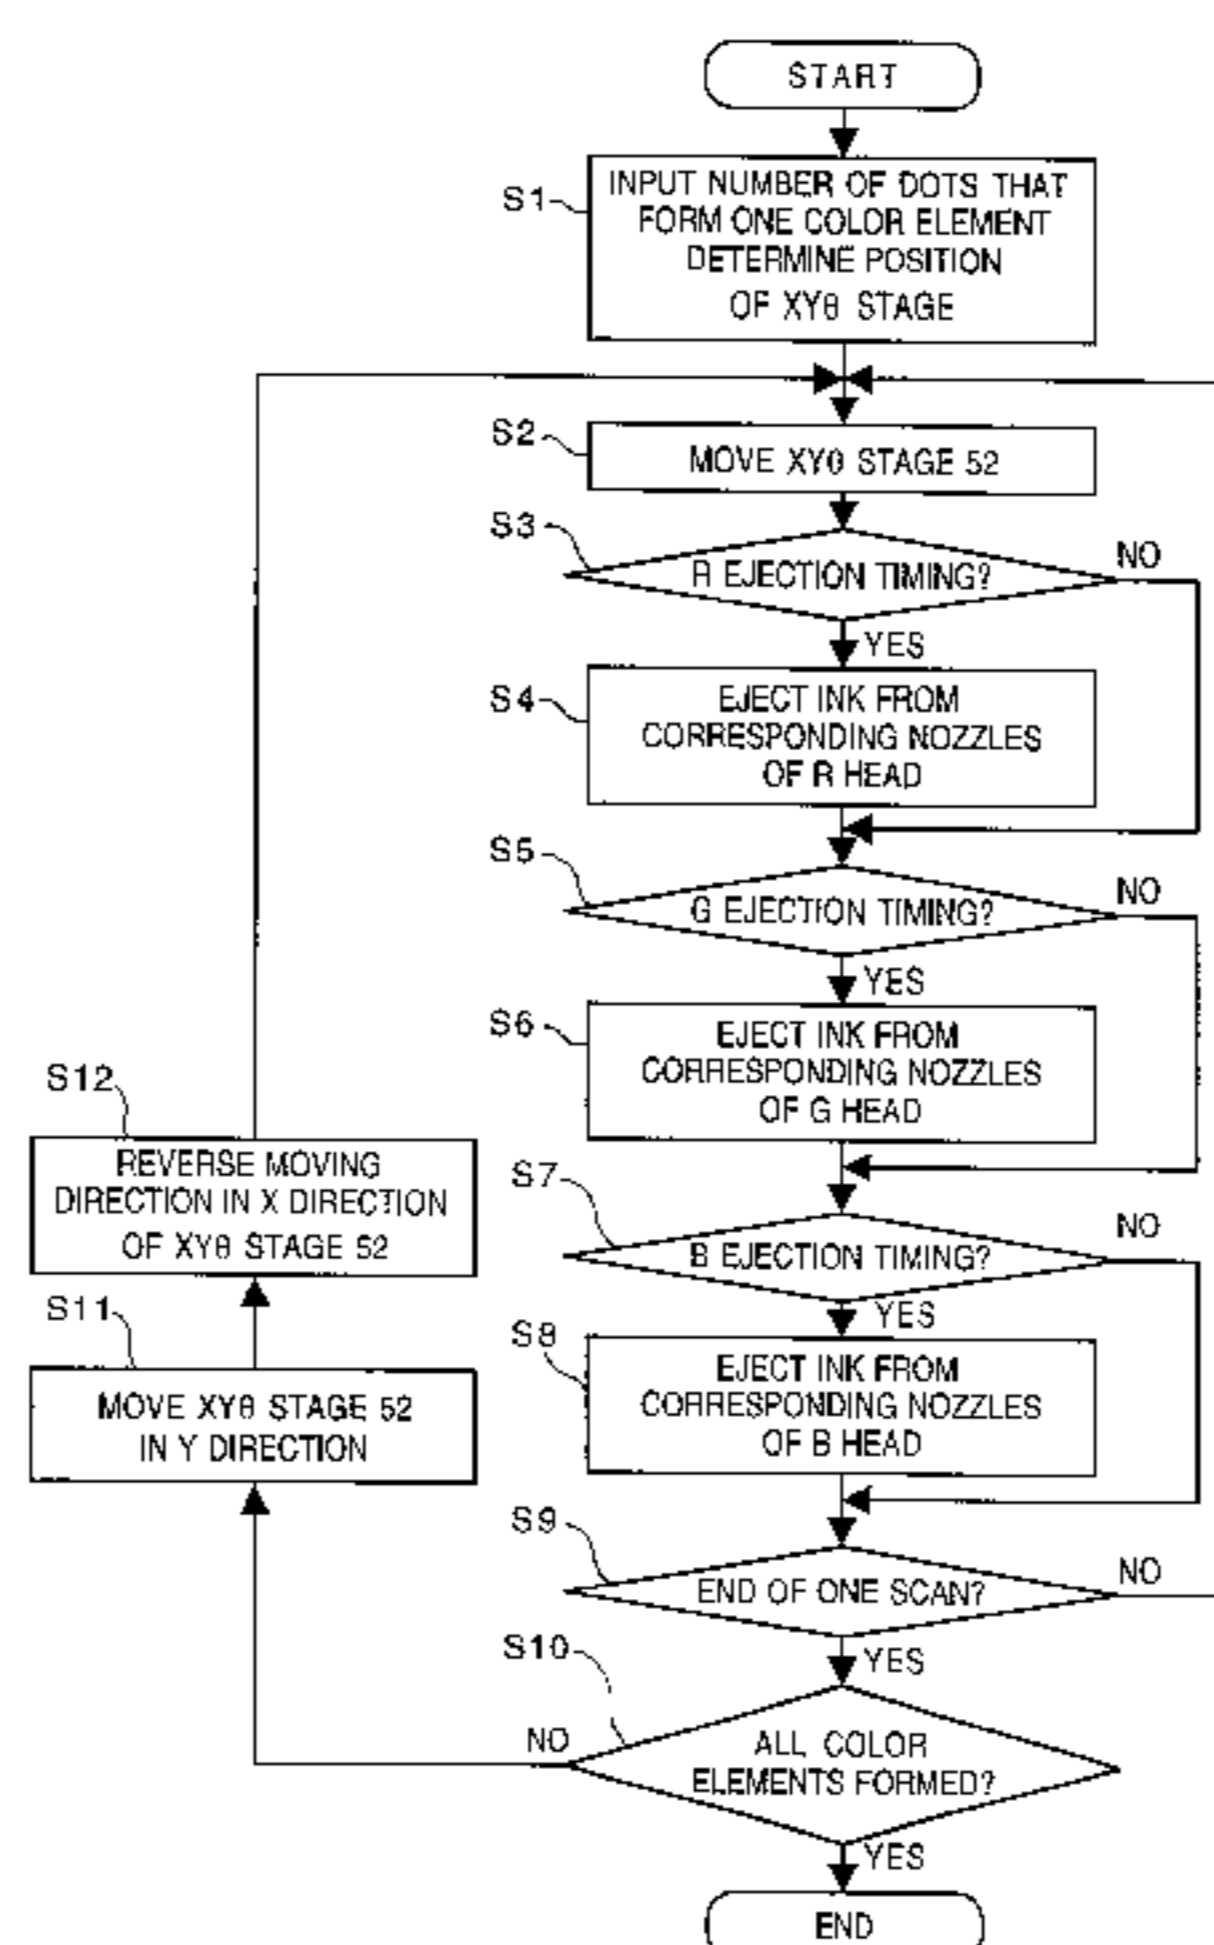 START
S1
INPUT NUMBER OF DOTS THAT
FORM ONE COLOR ELEMENT
DETERMINE POSITION
OF XYθ STAGE
S2
MOVE XYθ STAGE 52
S3
R EJECTION TIMING?
NO
YES
S4
EJECT INK FROM
CORRESPONDING NOZZLES
OF R HEAD
S5
G EJECTION TIMING?
NO
YES
S6
EJECT INK FROM
CORRESPONDING NOZZLES
OF G HEAD
S7
B EJECTION TIMING?
NO
YES
S8
EJECT INK FROM
CORRESPONDING NOZZLES
OF B HEAD
S9
END OF ONE SCAN?
NO
YES
S10
ALL COLOR
ELEMENTS FORMED?
NO
YES
S11
MOVE XYθ STAGE 52
IN Y DIRECTION
S12
REVERSE MOVING
DIRECTION IN X DIRECTION
OF XYθ STAGE 52
END